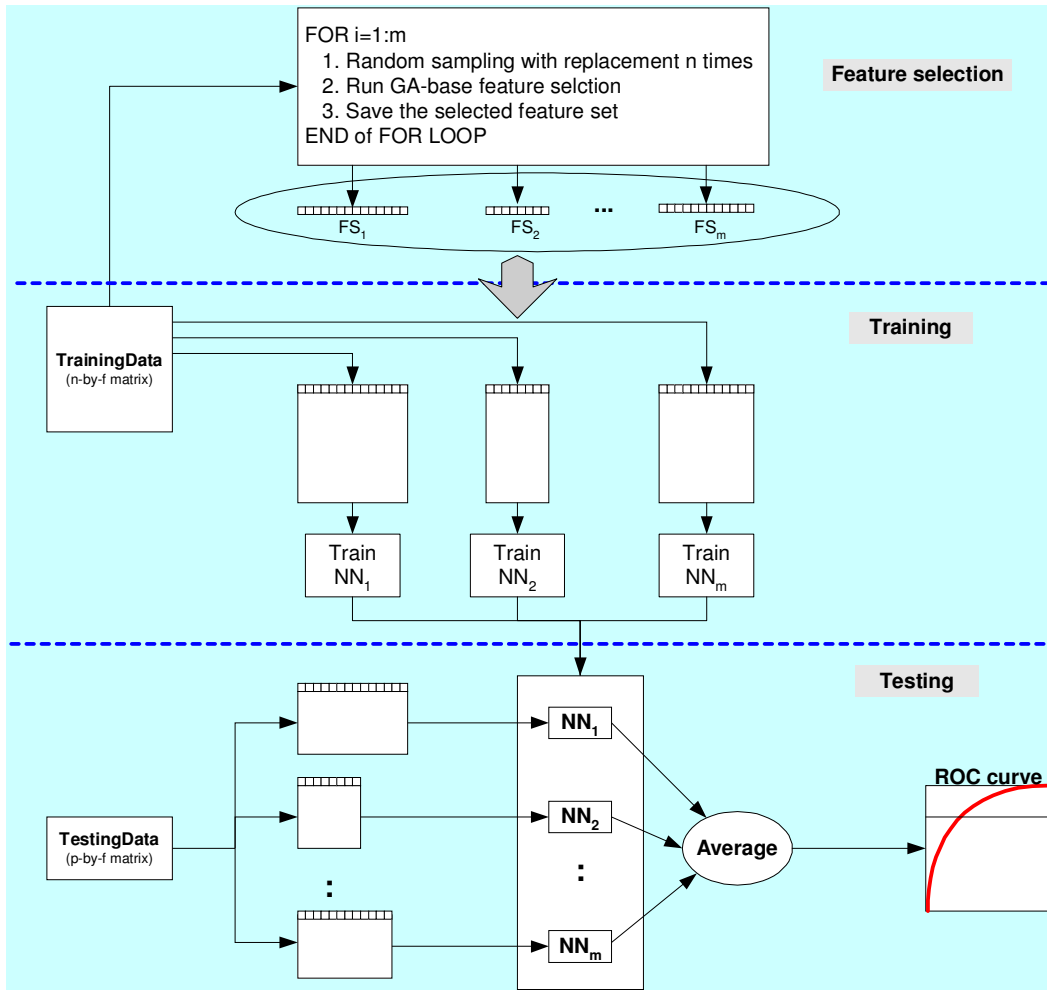 FOR i=1:m
1. Random sampling with replacement n times
2. Run GA-base feature selction
3. Save the selected feature set
END of FOR LOOP
Feature selection
FS1
FS2
...
FSm
Training
TrainingData
(n-by-f matrix)
Train
NN1
Train
NN2
Train
NNm
Testing
TestingData
(p-by-f matrix)
:
NN1
NN2
:
NNm
Average
ROC curve